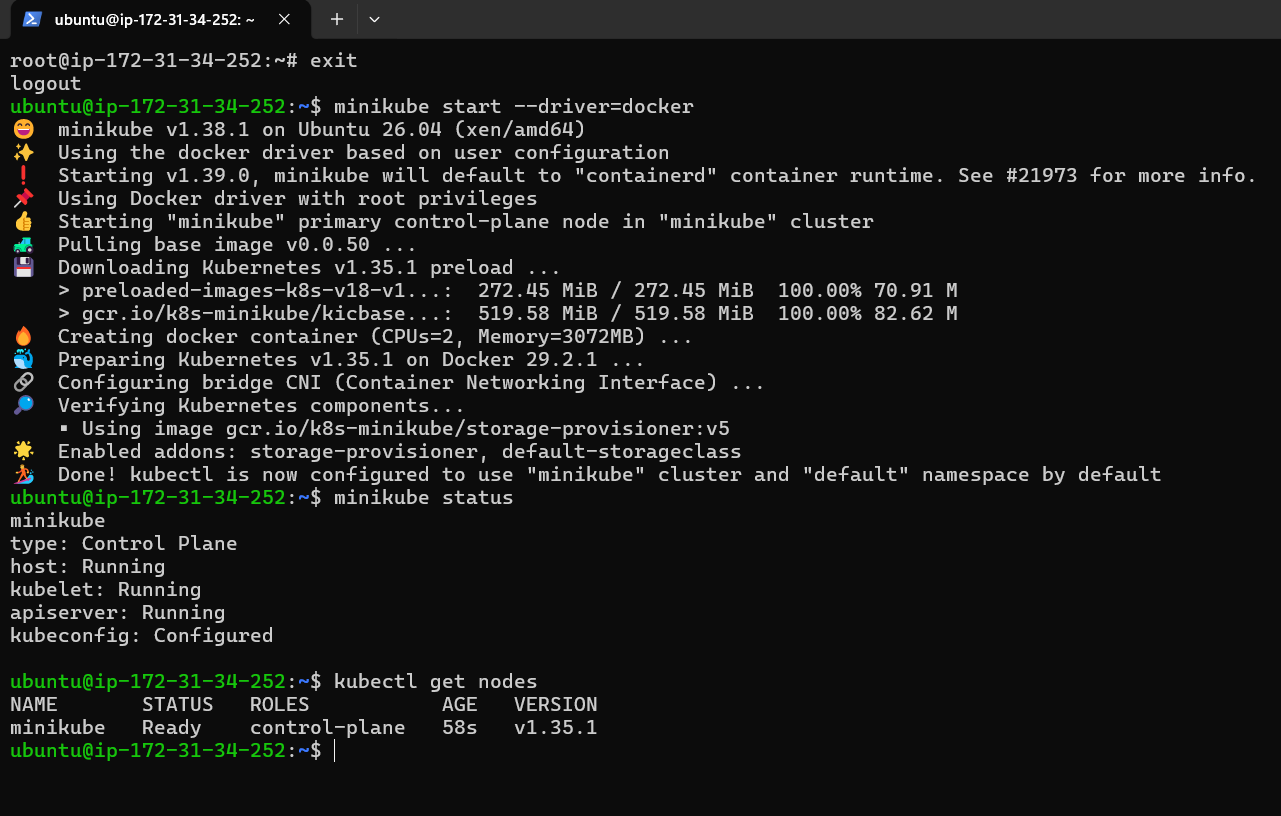 ubuntu@ip-172-31-34-252: ~
root@ip-172-31-34-252:~# exit
logout
ubuntu@ip-172-31-34-252:~$ minikube start --driver=docker
😄  minikube v1.38.1 on Ubuntu 26.04 (xen/amd64)
✨  Using the docker driver based on user configuration
❗  Starting v1.39.0, minikube will default to "containerd" container runtime. See #21973 for more info.
📌  Using Docker driver with root privileges
👍  Starting "minikube" primary control-plane node in "minikube" cluster
🚜  Pulling base image v0.0.50 ...
💾  Downloading Kubernetes v1.35.1 preload ...
    > preloaded-images-k8s-v18-v1...:  272.45 MiB / 272.45 MiB  100.00% 70.91 M
    > gcr.io/k8s-minikube/kicbase...:  519.58 MiB / 519.58 MiB  100.00% 82.62 M
🔥  Creating docker container (CPUs=2, Memory=3072MB) ...
🐳  Preparing Kubernetes v1.35.1 on Docker 29.2.1 ...
🔗  Configuring bridge CNI (Container Networking Interface) ...
🔎  Verifying Kubernetes components...
    ▪ Using image gcr.io/k8s-minikube/storage-provisioner:v5
🌟  Enabled addons: storage-provisioner, default-storageclass
🏄  Done! kubectl is now configured to use "minikube" cluster and "default" namespace by default
ubuntu@ip-172-31-34-252:~$ minikube status
minikube
type: Control Plane
host: Running
kubelet: Running
apiserver: Running
kubeconfig: Configured

ubuntu@ip-172-31-34-252:~$ kubectl get nodes
NAME       STATUS   ROLES           AGE   VERSION
minikube   Ready    control-plane   58s   v1.35.1
ubuntu@ip-172-31-34-252:~$